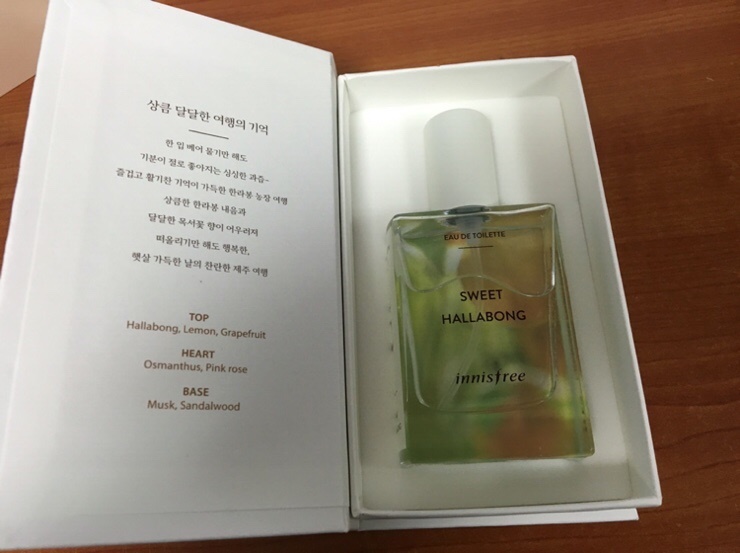 상큼 달달한 여행의 기억
한 입 베어 물기만 해도
기분이 절로 좋아지는 싱싱한 과즙~
즐겁고 활기찬 기억이 가득한 한라봉 농장 여행
상큼한 한라봉 내음과
달달한 목서꽃 향이 어우러져
떠올리기만 해도 행복한,
햇살 가득한 날의 찬란한 제주 여행
TOP
Hallabong, Lemon, Grapefruit
HEART
Osmanthus, Pink rose
BASE
Musk, Sandalwood
EAU DE TOILETTE
SWEET
HALLABONG
innisfree